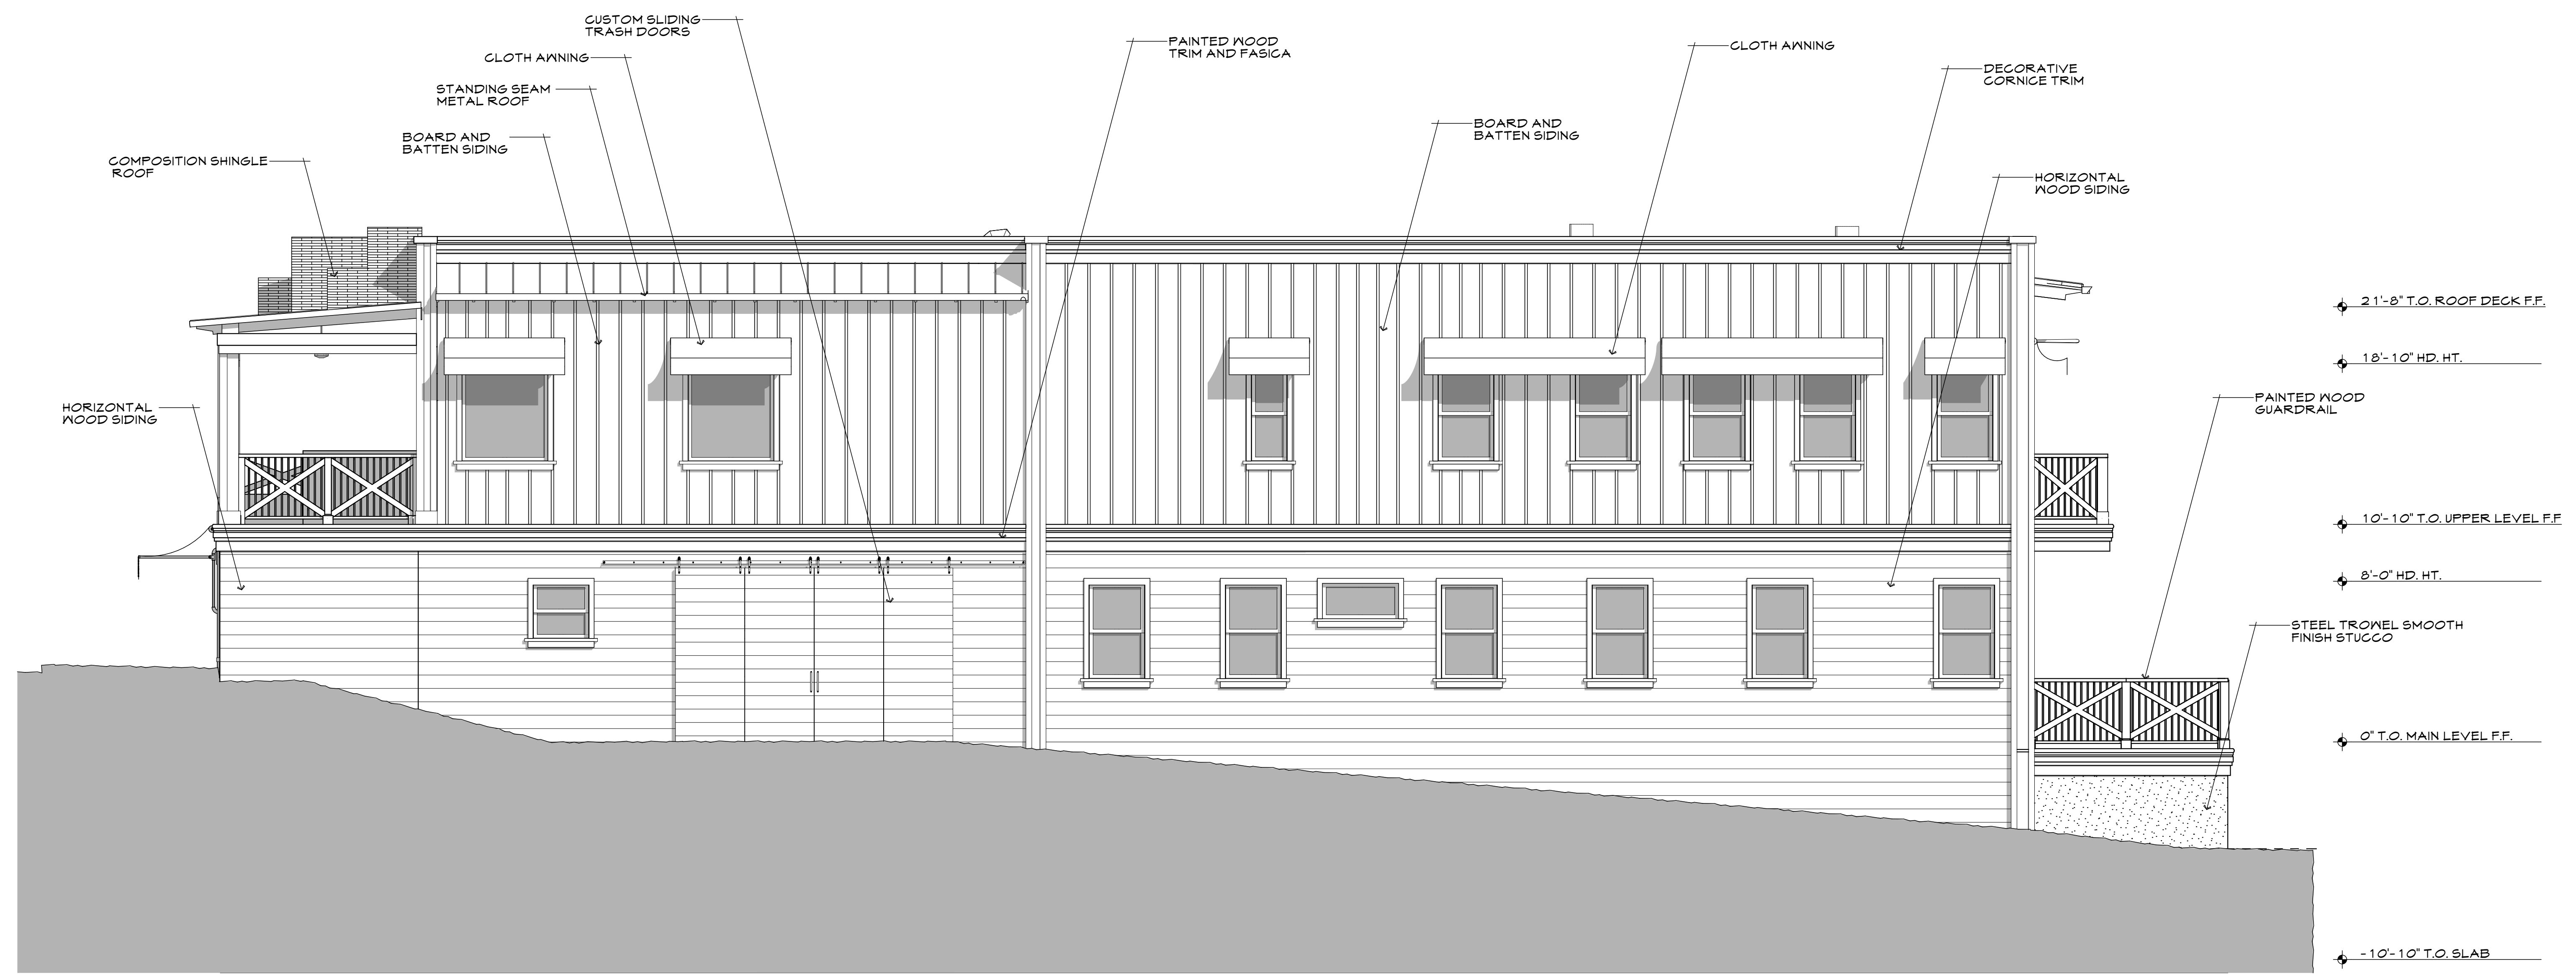 CUSTOM SLIDING
TRASH DOORS
CLOTH AWNING
STANDING SEAM
METAL ROOF
BOARD AND
BATTEN SIDING
COMPOSITION SHINGLE
ROOF
HORIZONTAL
WOOD SIDING
PAINTED WOOD
TRIM AND FASICA
BOARD AND
BATTEN SIDING
CLOTH AWNING
DECORATIVE
CORNICE TRIM
HORIZONTAL
WOOD SIDING
21'-8" T.O. ROOF DECK F.F.
18'-10" HD. HT.
PAINTED WOOD
GUARDRAIL
10'-10" T.O. UPPER LEVEL F.F
8'-0" HD. HT.
STEEL TROWEL SMOOTH
FINISH STUCCO
0" T.O. MAIN LEVEL F.F.
-10'-10" T.O. SLAB